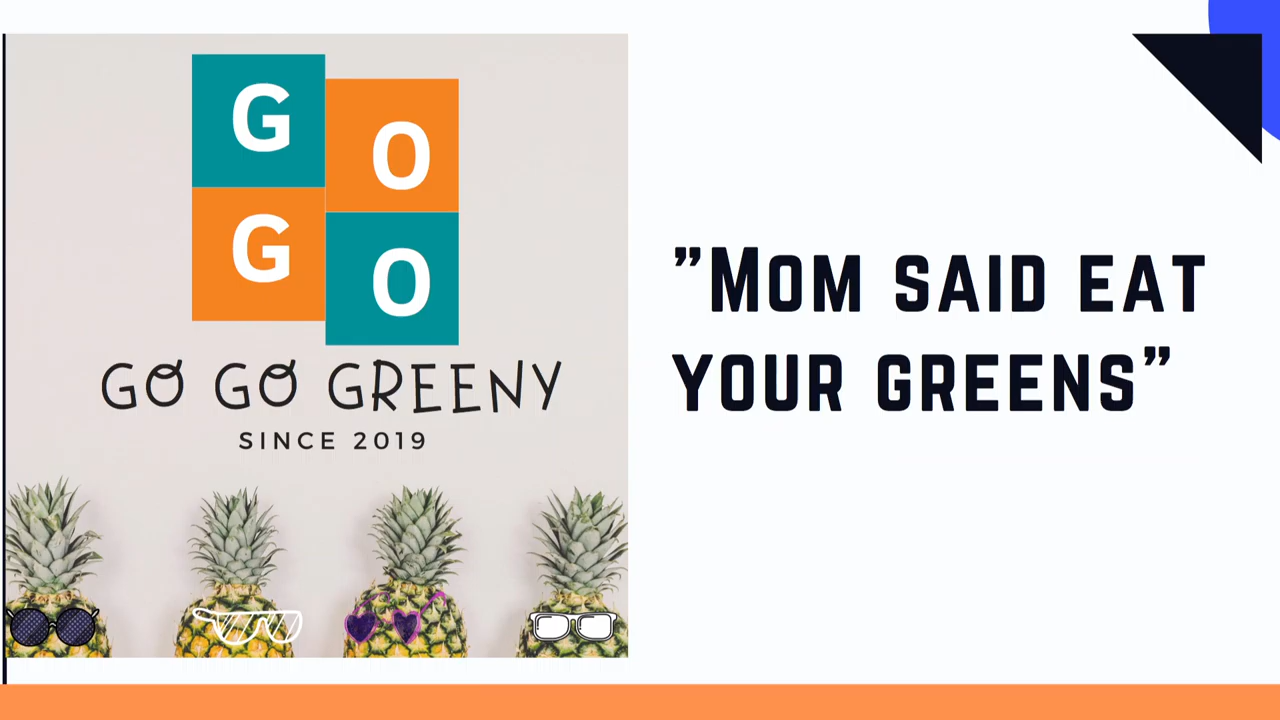 G
O
G
O
GO GO GREENY
SINCE 2019
”MOM SAID EAT
YOUR GREENS”